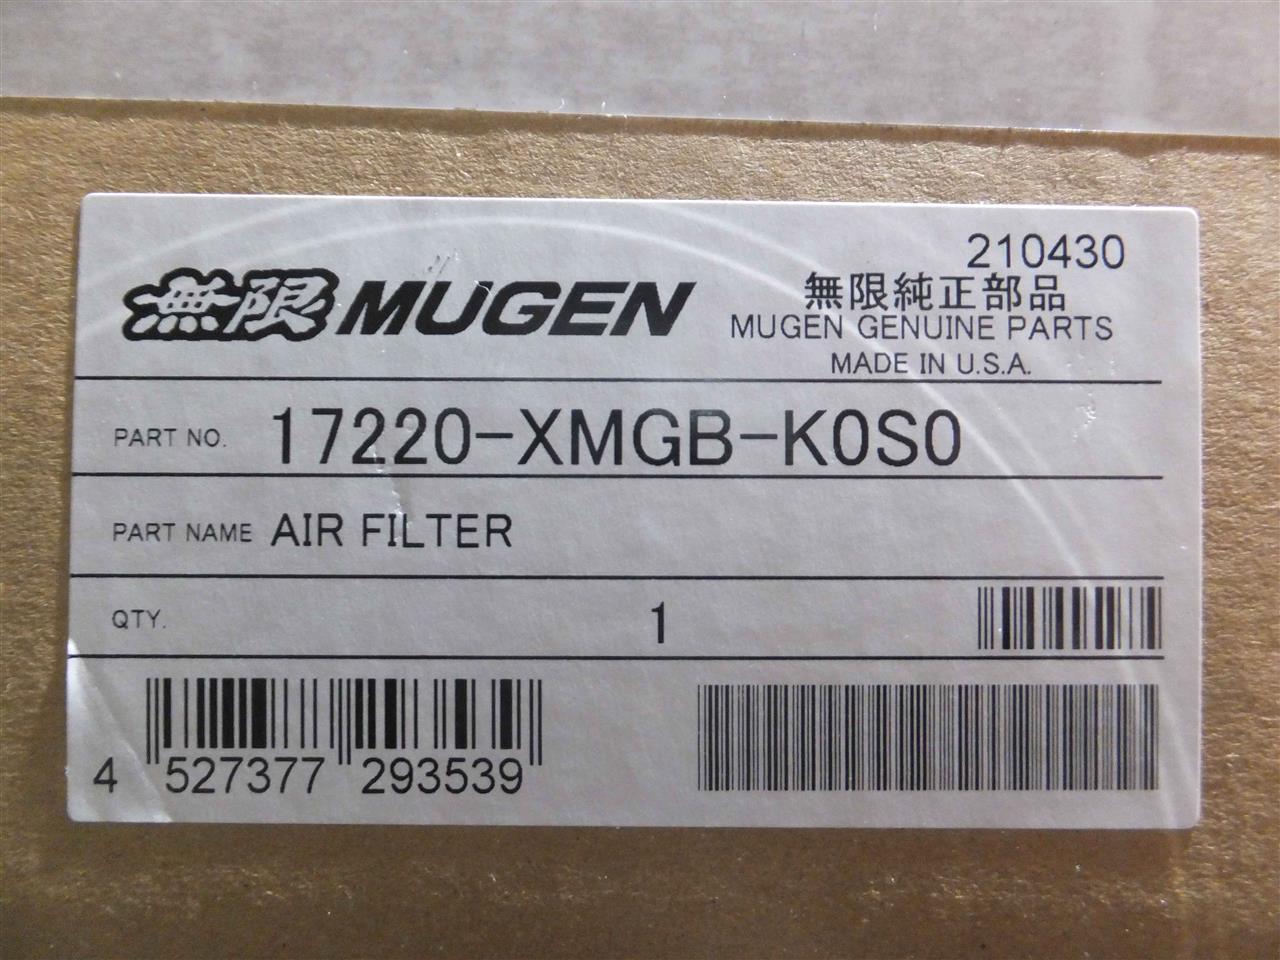 210430
無限 MUGEN
無限純正部品
MUGEN GENUINE PARTS
MADE IN U.S.A.
PART NO. 17220-XMGB-K0S0
PART NAME AIR FILTER
QTY. 1
4 527377 293539